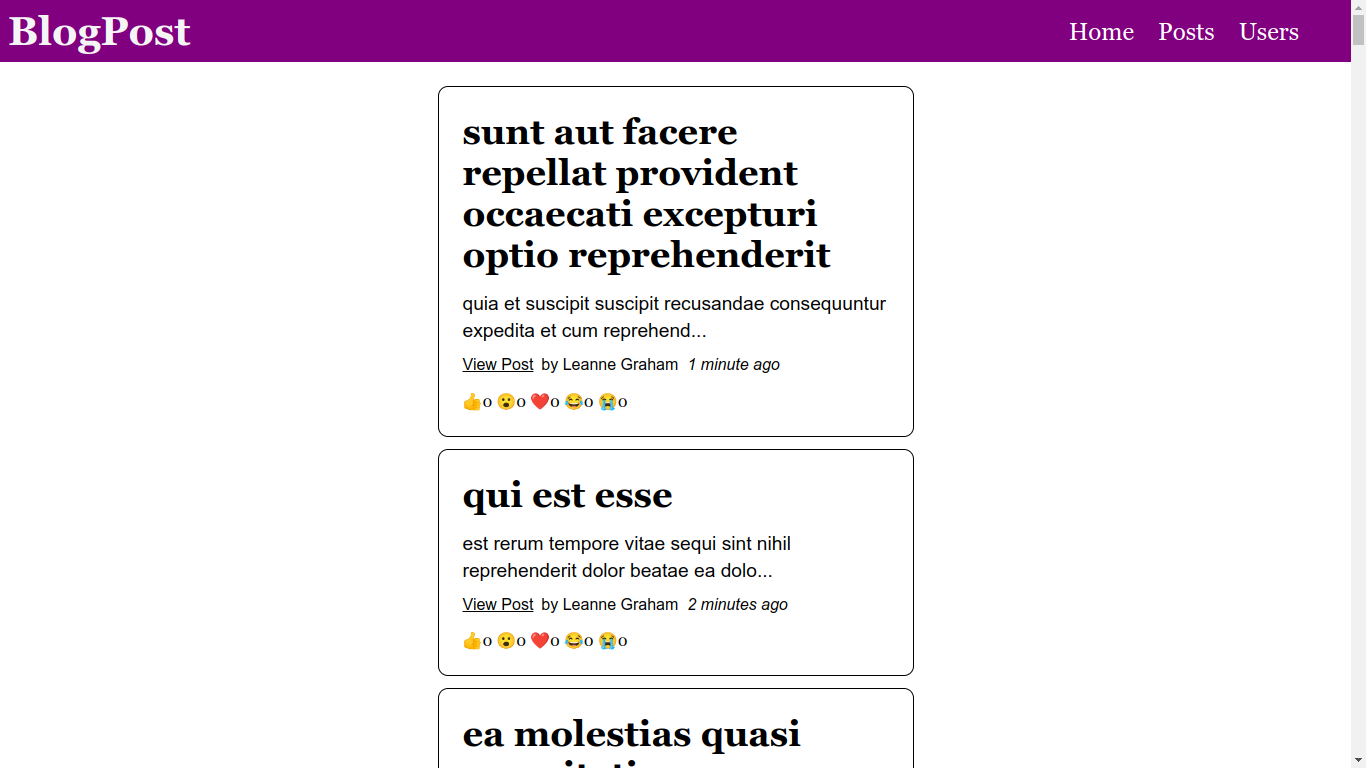 BlogPost
Home Posts Users
sunt aut facere
repellat provident
occaecati excepturi
optio reprehenderit
quia et suscipit suscipit recusandae consequuntur
expedita et cum reprehend...
View Post by Leanne Graham 1 minute ago
👍0 😮0 ❤️0 😂0 😭0
qui est esse
est rerum tempore vitae sequi sint nihil
reprehenderit dolor beatae ea dolo...
View Post by Leanne Graham 2 minutes ago
👍0 😮0 ❤️0 😂0 😭0
ea molestias quasi